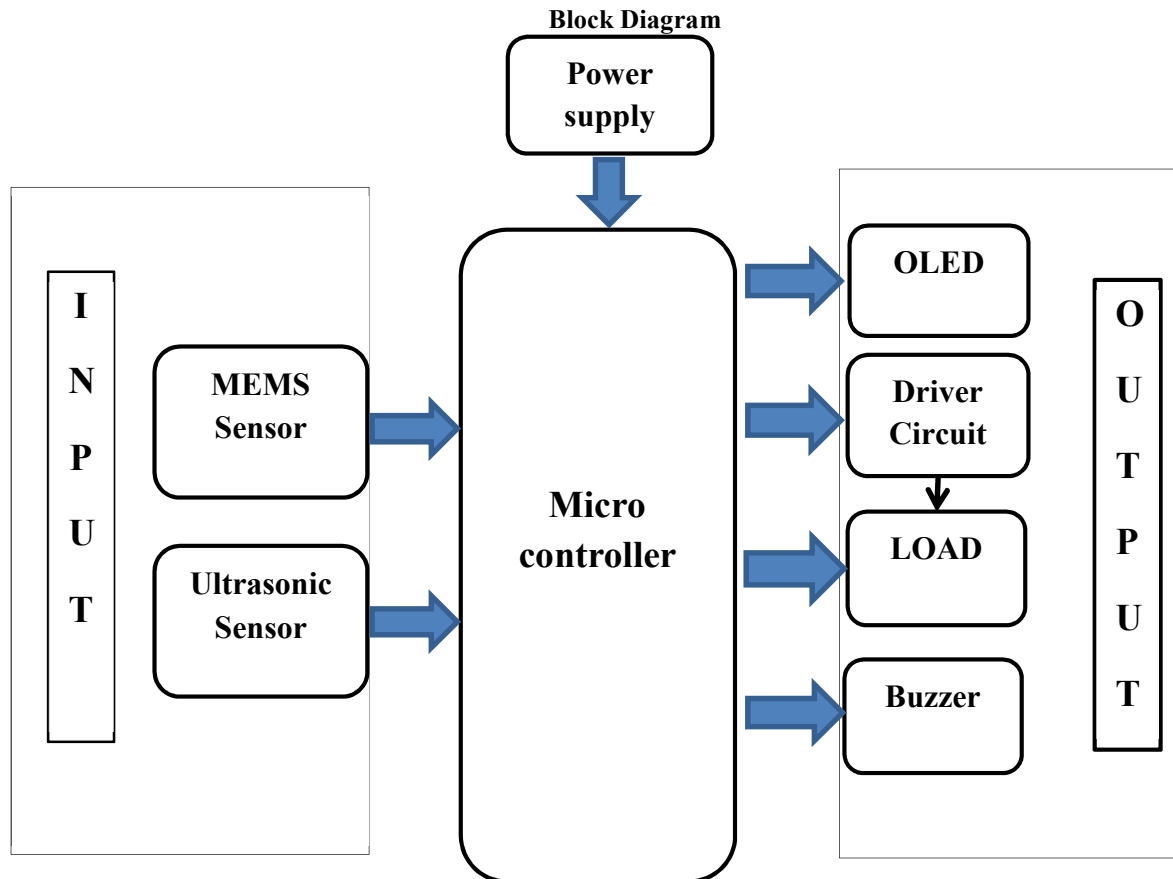 Block Diagram
Power
supply
I
N
P
U
T
MEMS
Sensor
Ultrasonic
Sensor
Micro
controller
OLED
Driver
Circuit
LOAD
Buzzer
O
U
T
P
U
T